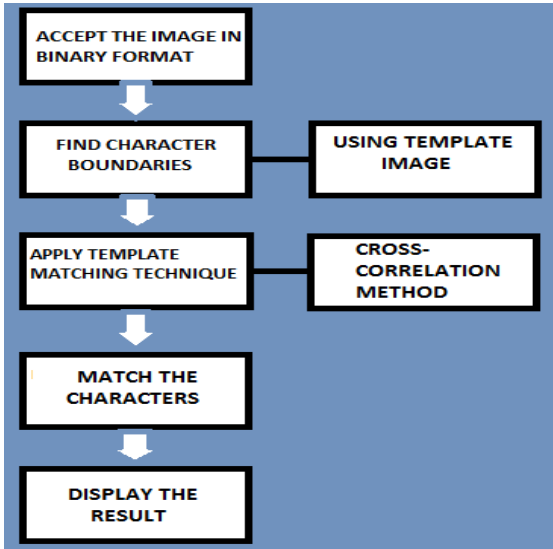 ACCEPT THE IMAGE IN
BINARY FORMAT
FIND CHARACTER
BOUNDARIES
USING TEMPLATE
IMAGE
APPLY TEMPLATE
MATCHING TECHNIQUE
CROSS-
CORRELATION
METHOD
MATCH THE
CHARACTERS
DISPLAY THE
RESULT